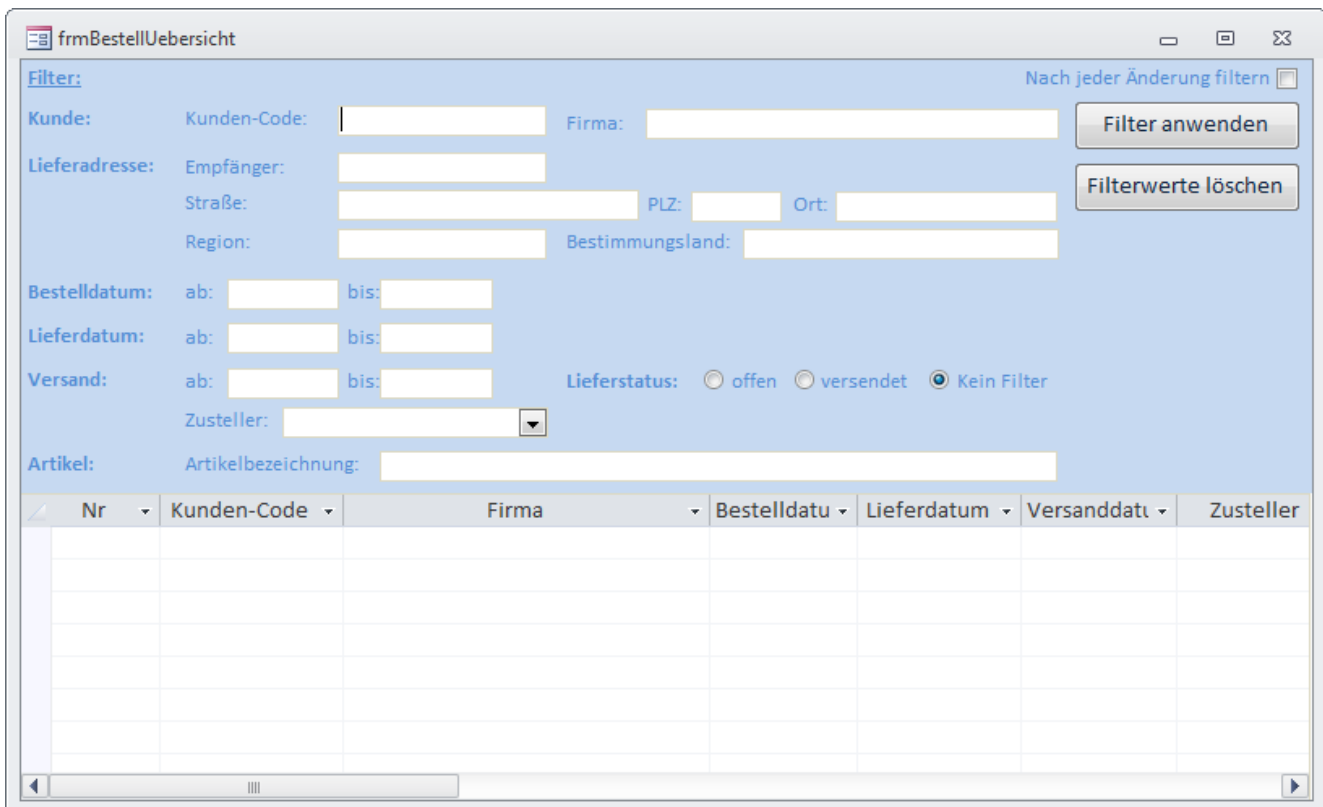 frmBestellUebersicht
Filter: Nach jeder Änderung filtern
Kunde: Kunden-Code: Firma: Filter anwenden
Lieferadresse: Empfänger:
Filterwerte löschen
Straße: PLZ: Ort:
Region: Bestimmungsland:
Bestelldatum: ab: bis:
Lieferdatum: ab: bis:
Versand: ab: bis: Lieferstatus: offen versendet Kein Filter
Zusteller:
Artikel: Artikelbezeichnung:
Nr Kunden-Code Firma Bestelldatu Lieferdatum Versanddatu Zusteller